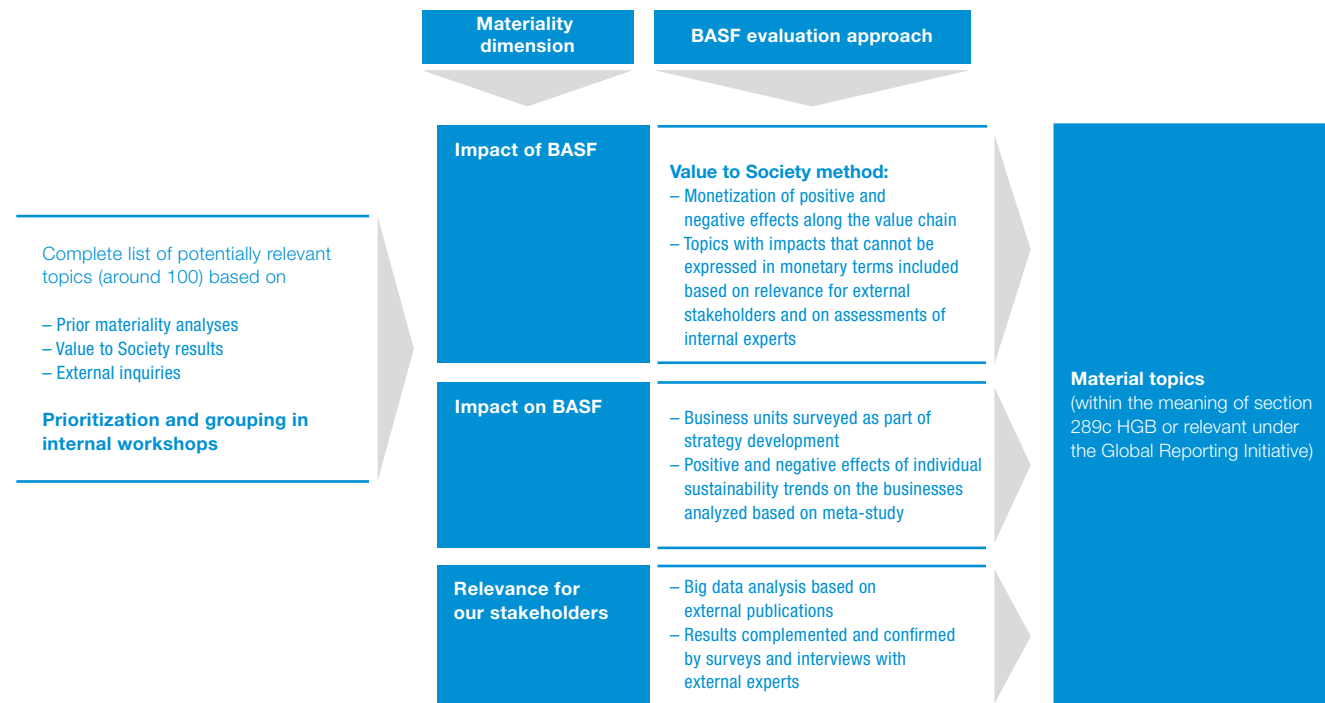 Materiality
dimension
BASF evaluation approach
Complete list of potentially relevant
topics (around 100) based on
– Prior materiality analyses
– Value to Society results
– External inquiries
Prioritization and grouping in
internal workshops
Impact of BASF
Value to Society method:
– Monetization of positive and
negative effects along the value chain
– Topics with impacts that cannot be
expressed in monetary terms included
based on relevance for external
stakeholders and on assessments of
internal experts
Impact on BASF
– Business units surveyed as part of
strategy development
– Positive and negative effects of individual
sustainability trends on the businesses
analyzed based on meta-study
Relevance for
our stakeholders
– Big data analysis based on
external publications
– Results complemented and confirmed
by surveys and interviews with
external experts
Material topics
(within the meaning of section
289c HGB or relevant under
the Global Reporting Initiative)